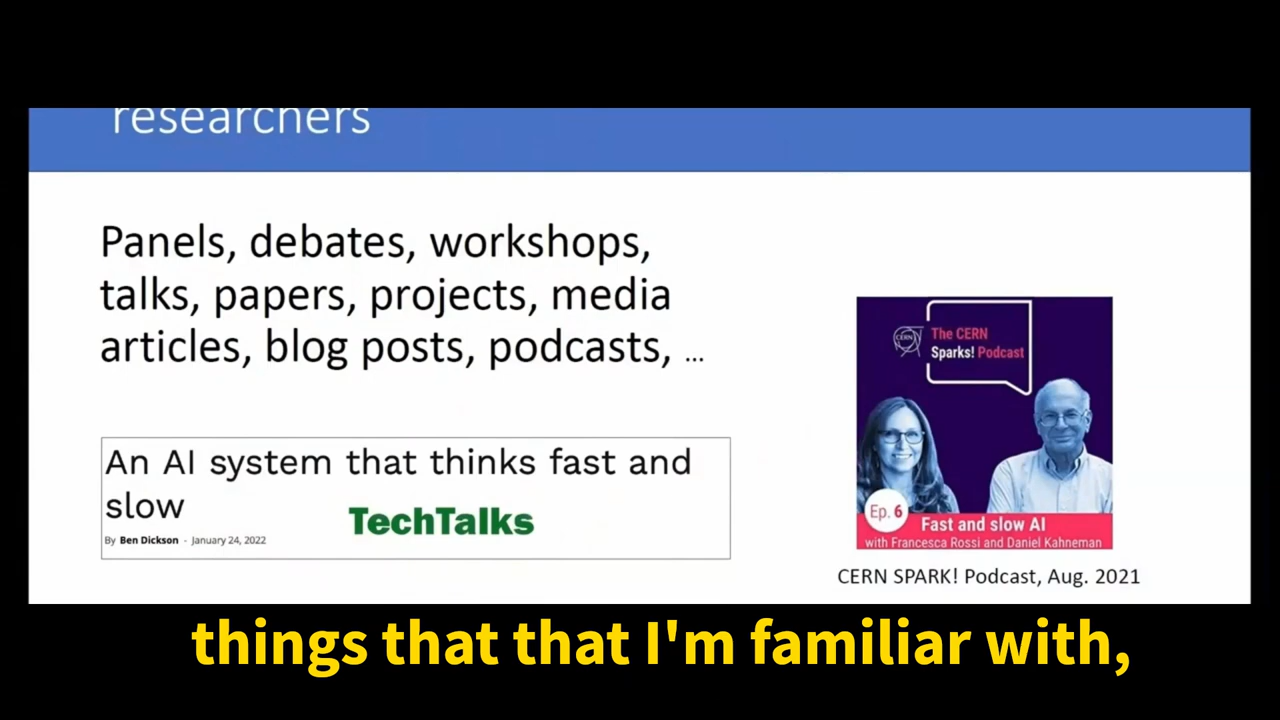 researchers
Panels, debates, workshops,
talks, papers, projects, media
articles, blog posts, podcasts, ...
An AI system that thinks fast and
slow
TechTalks
By Ben Dickson - January 24, 2022
CERN
The CERN
Sparks! Podcast
Ep. 6
Fast and slow AI
with Francesca Rossi and Daniel Kahneman
CERN SPARK! Podcast, Aug. 2021
things that that I'm familiar with,